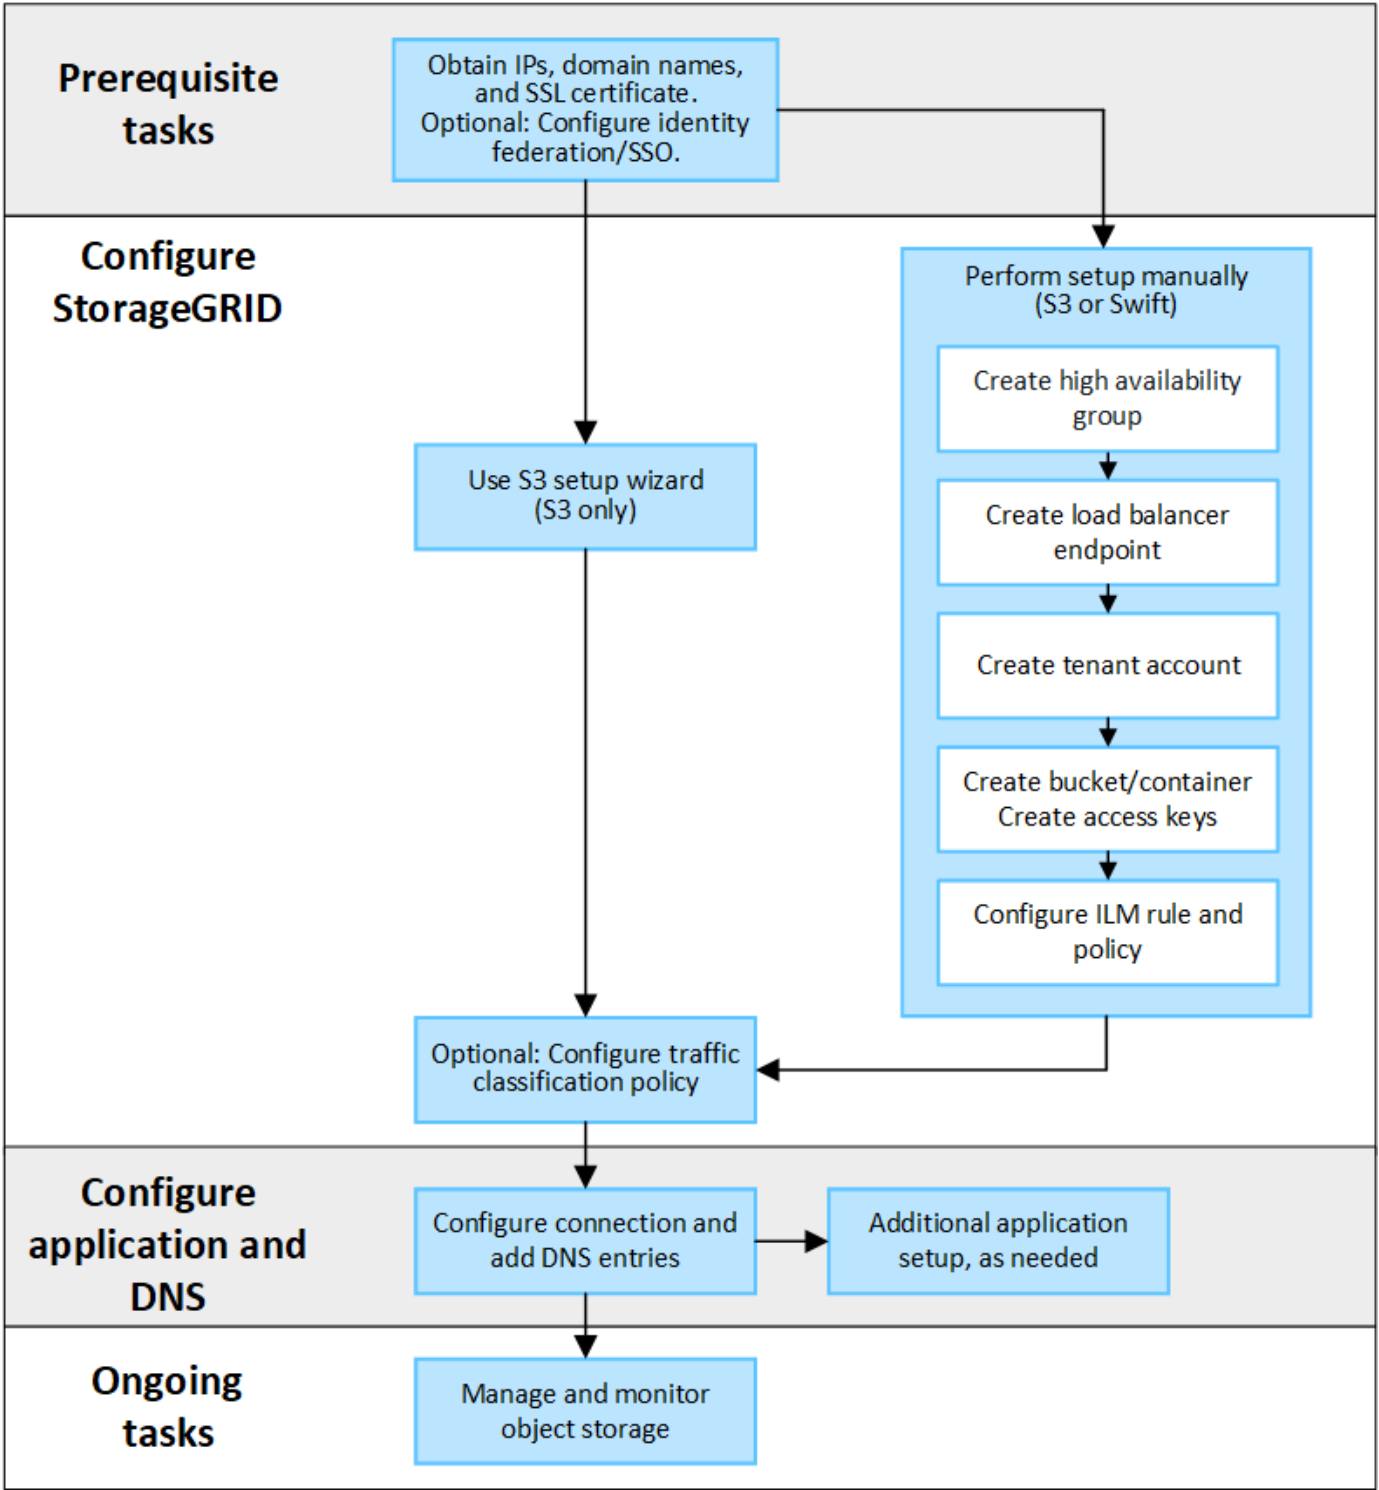 Prerequisite
tasks
Obtain IPs, domain names,
and SSL certificate.
Optional: Configure identity
federation/SSO.
Configure
StorageGRID
Perform setup manually
(S3 or Swift)
Create high availability
group
Create load balancer
endpoint
Create tenant account
Create bucket/container
Create access keys
Configure ILM rule and
policy
Use S3 setup wizard
(S3 only)
Optional: Configure traffic
classification policy
Configure
application and
DNS
Configure connection and
add DNS entries
Additional application
setup, as needed
Ongoing
tasks
Manage and monitor
object storage